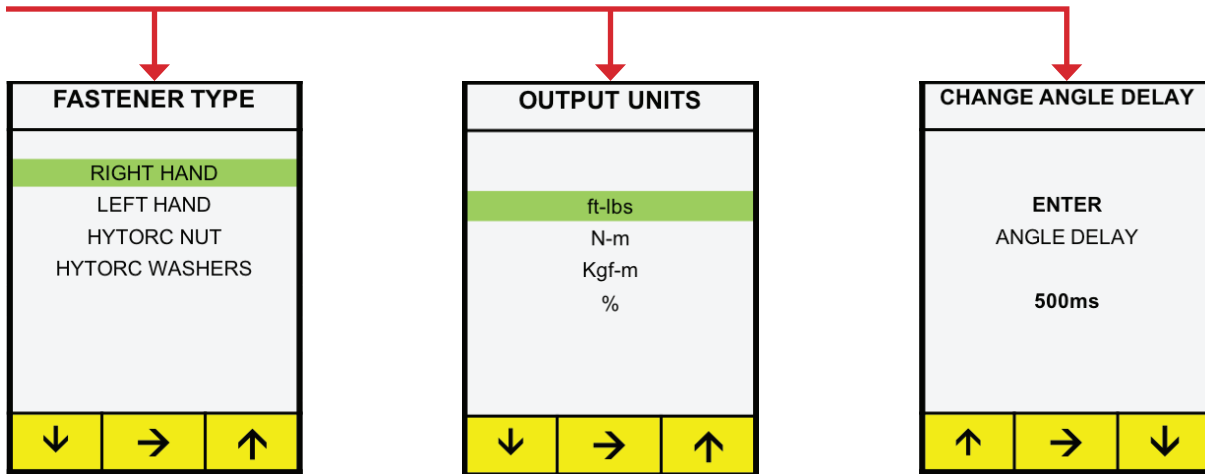 FASTENER TYPE
RIGHT HAND
LEFT HAND
HYTORC NUT
HYTORC WASHERS
OUTPUT UNITS
ft-lbs
N-m
Kgf-m
%
CHANGE ANGLE DELAY
ENTER
ANGLE DELAY
500ms